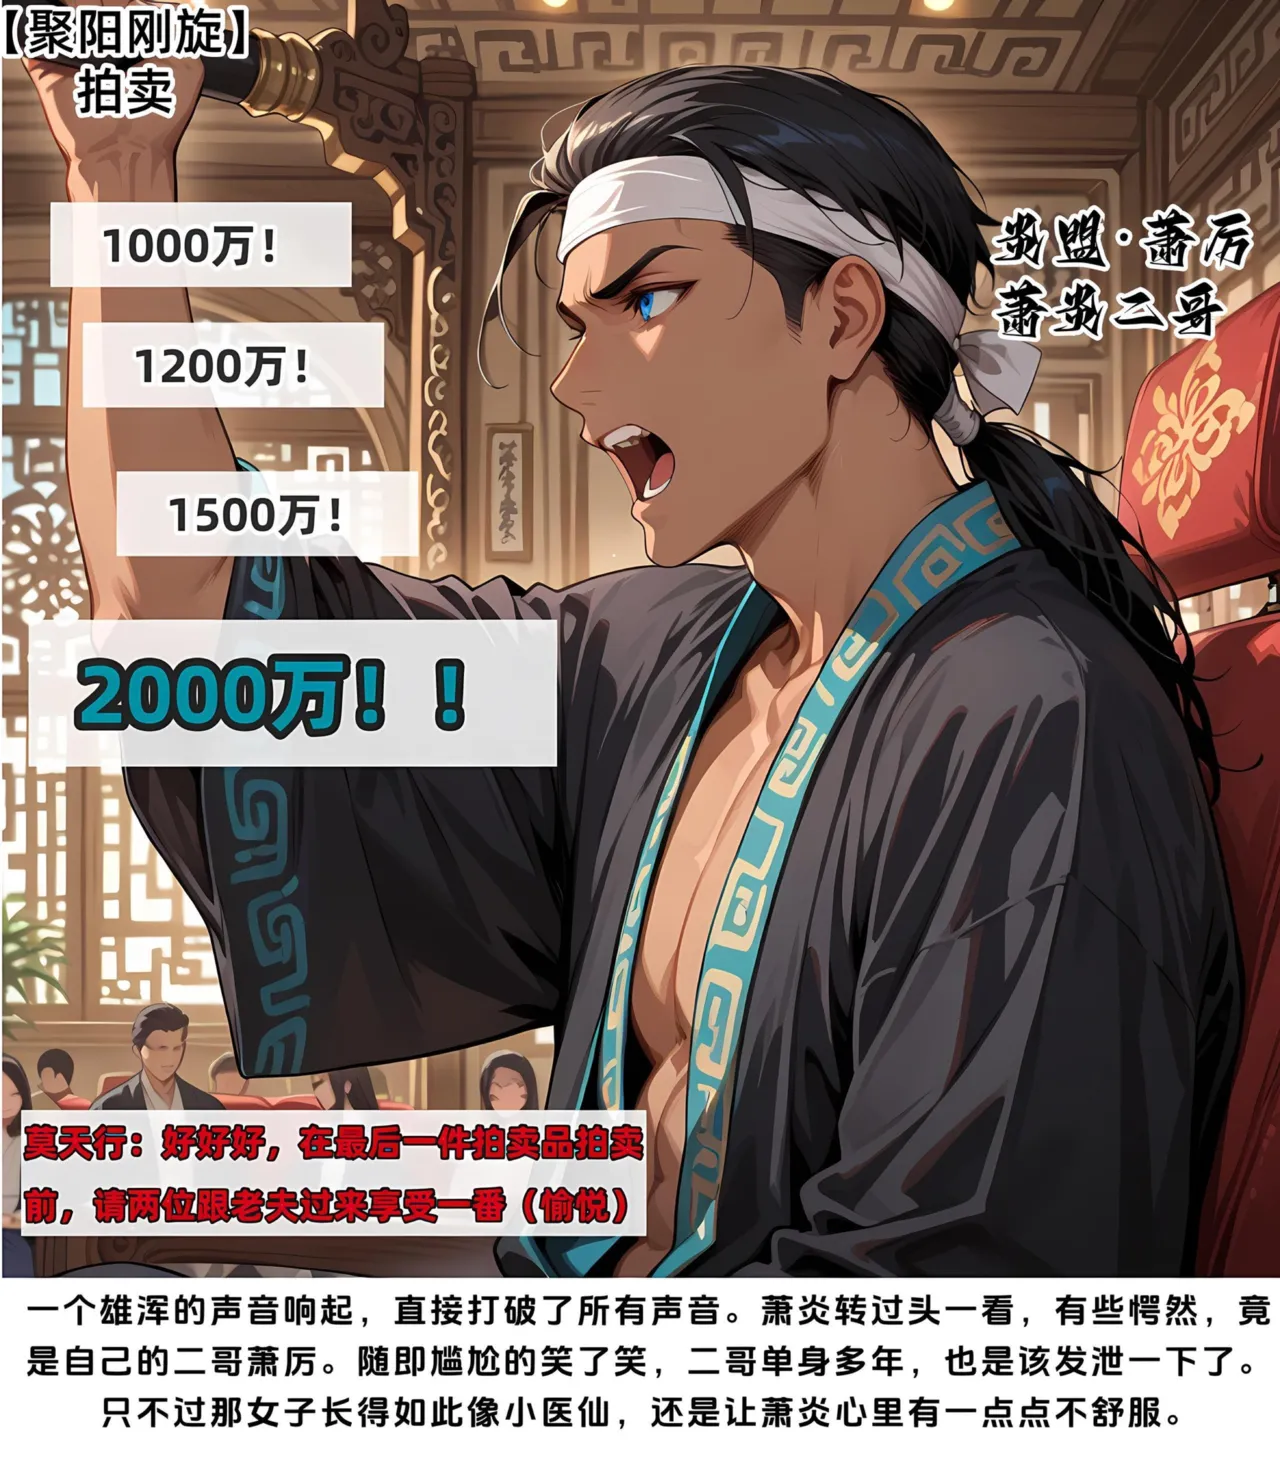 【聚阳刚旋】
拍卖
炎盟·萧厉
萧炎二哥
1000万！
1200万！
1500万！
2000万！！
莫天行：好好好，在最后一件拍卖品拍卖
前，请两位跟老夫过来享受一番（愉悦）
一个雄浑的声音响起，直接打破了所有声音。萧炎转过头一看，有些愕然，竟
是自己的二哥萧厉。随即尴尬的笑了笑，二哥单身多年，也是该发泄一下了。
只不过那女子长得如此像小医仙，还是让萧炎心里有一点点不舒服。